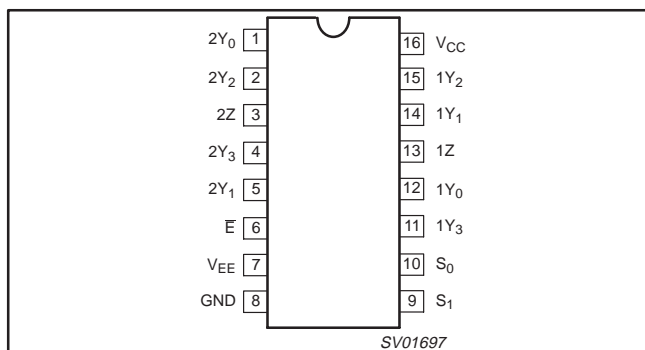 2Y0 1 16 VCC
2Y2 2 15 1Y2
2Z 3 14 1Y1
2Y3 4 13 1Z
2Y1 5 12 1Y0
E̅ 6 11 1Y3
VEE 7 10 S0
GND 8 9 S1
SV01697